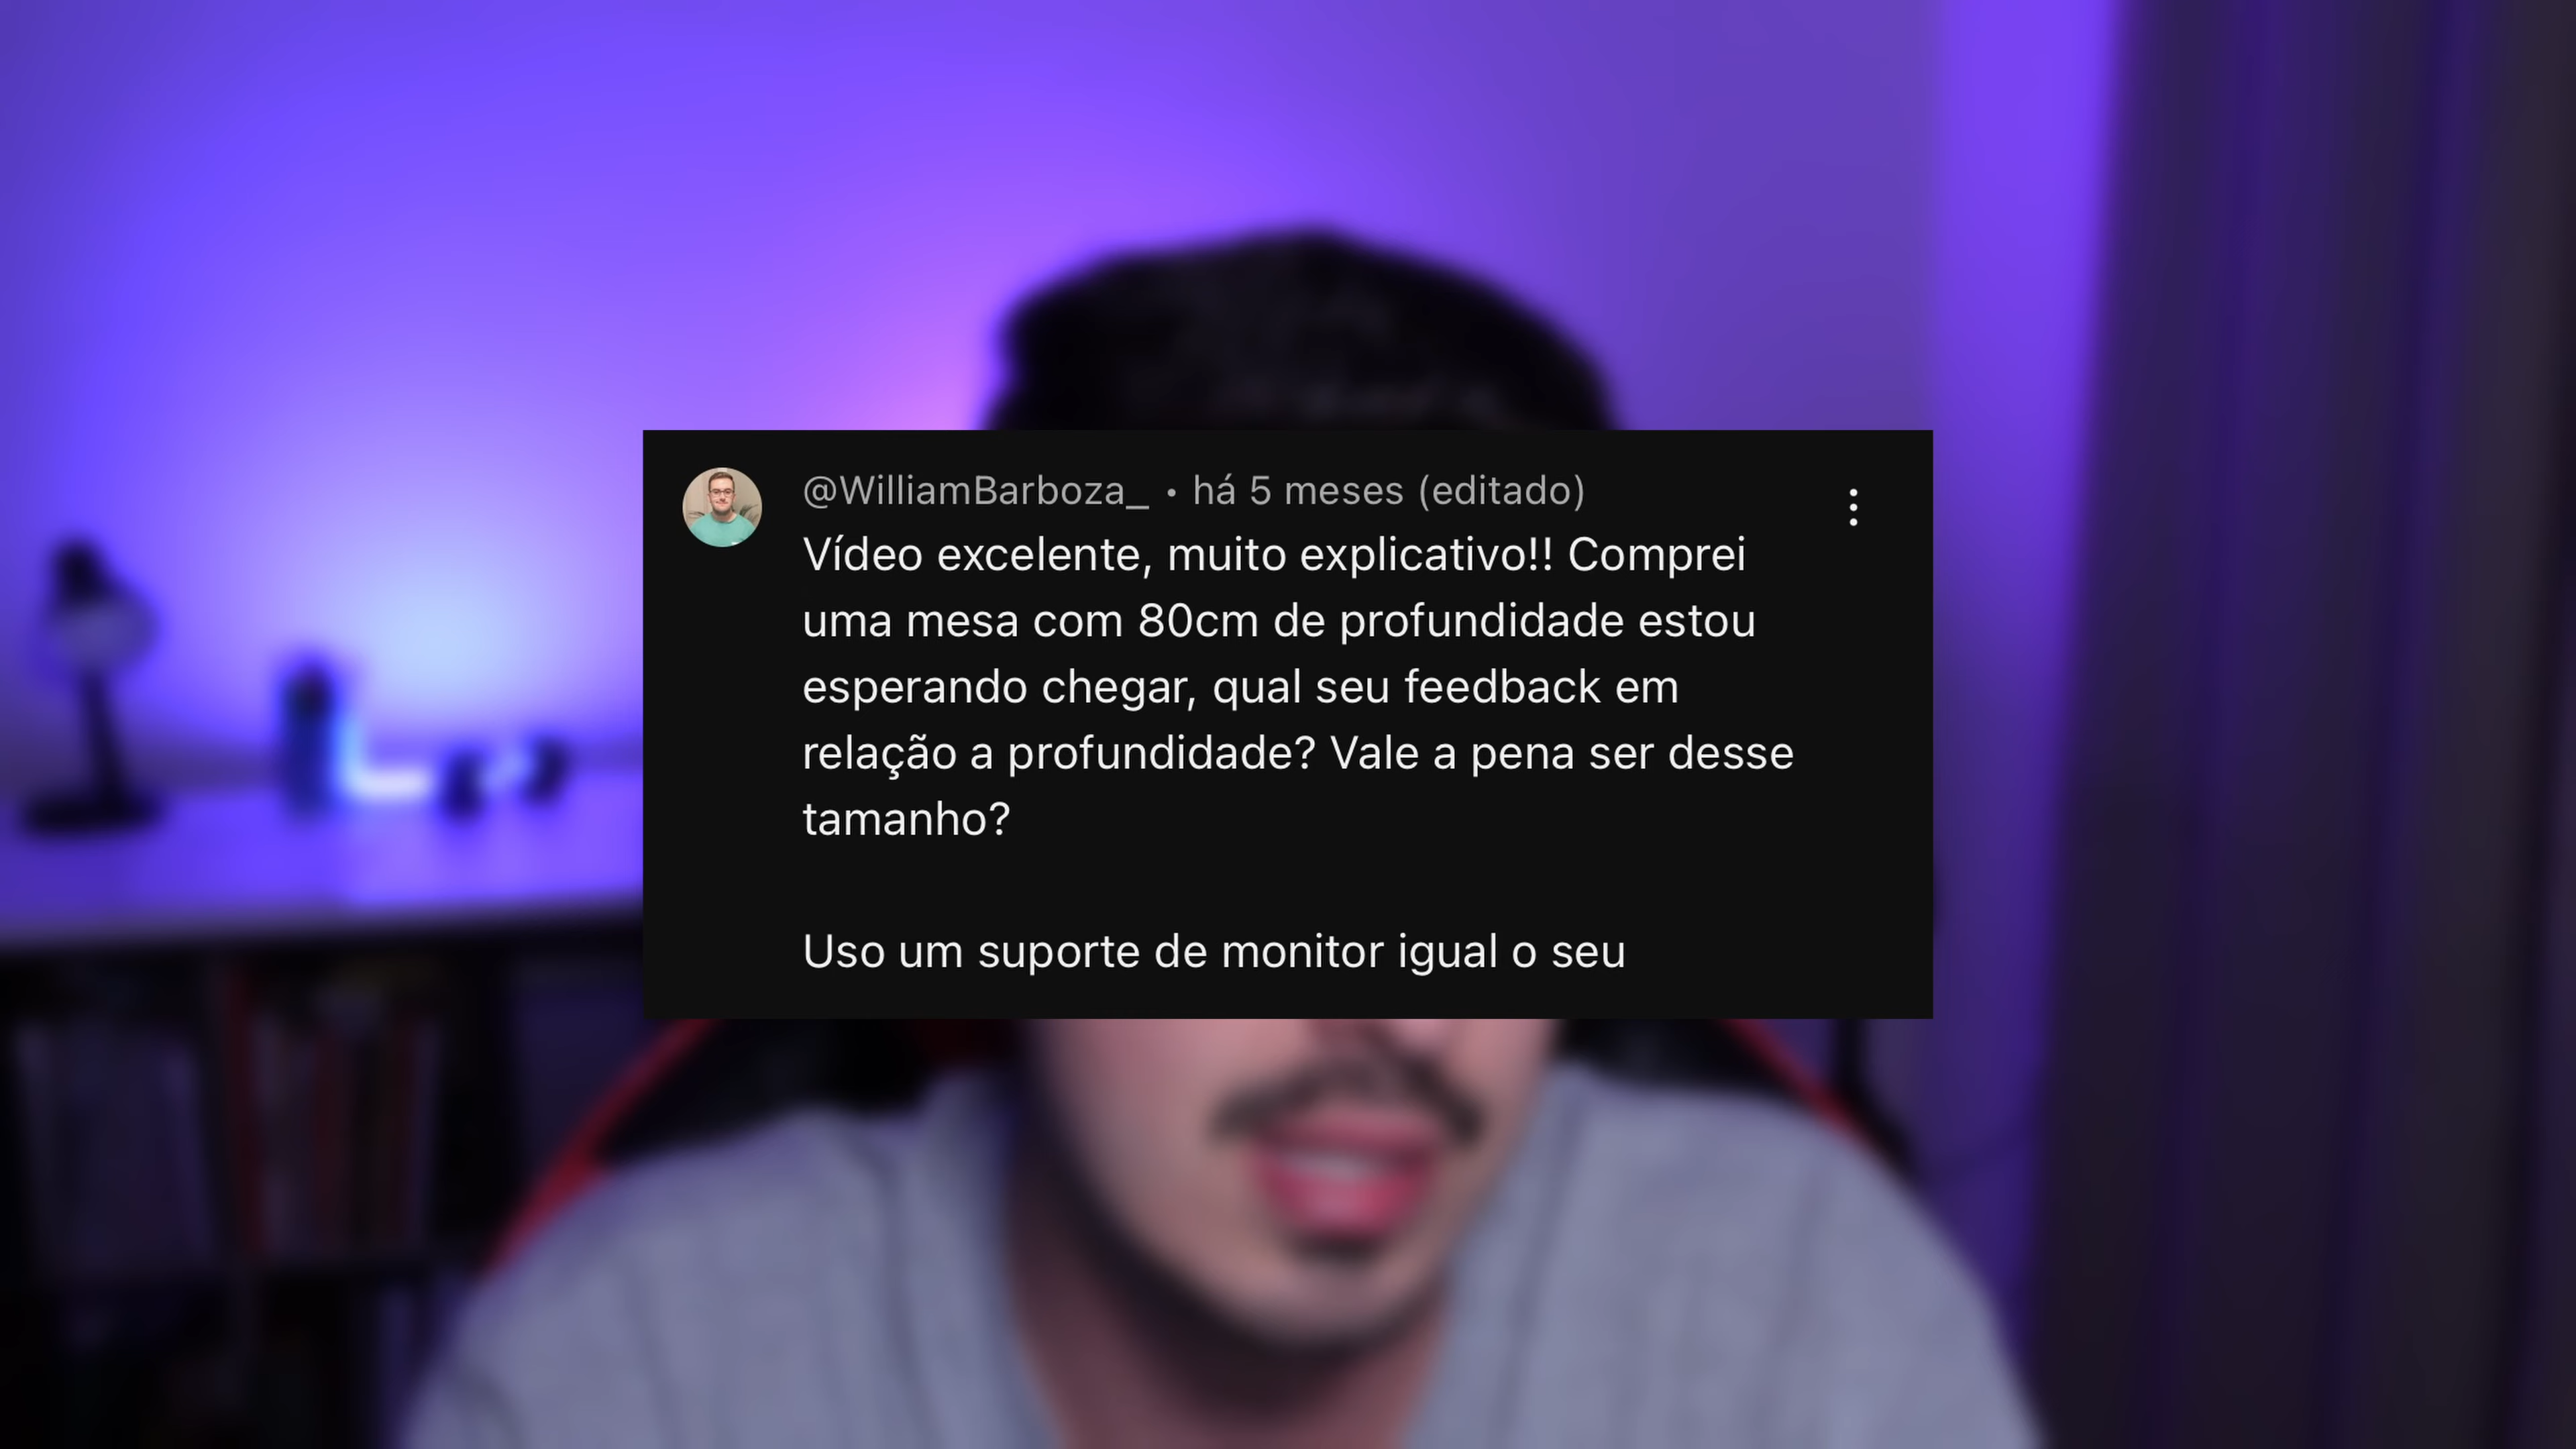 @WilliamBarboza_ • há 5 meses (editado)
Vídeo excelente, muito explicativo!! Comprei
uma mesa com 80cm de profundidade estou
esperando chegar, qual seu feedback em
relação a profundidade? Vale a pena ser desse
tamanho?
Uso um suporte de monitor igual o seu